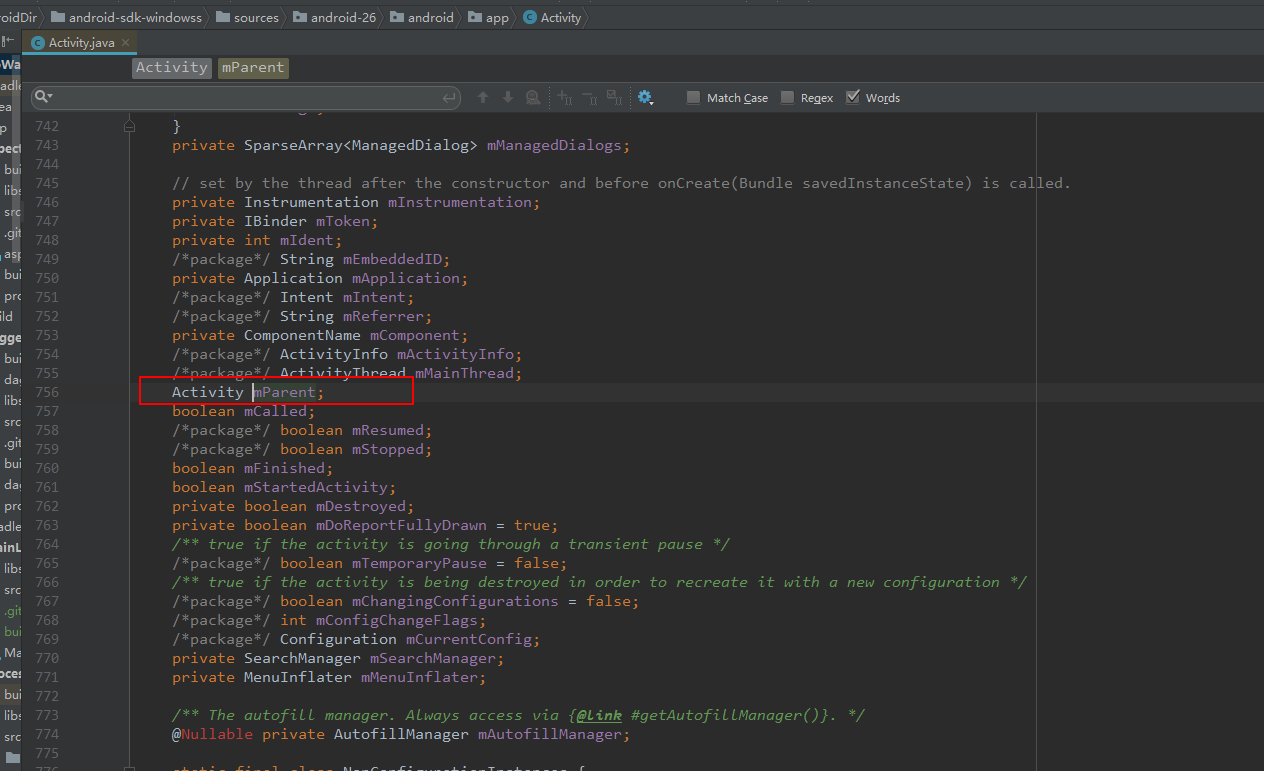 oidDir android-sdk-windowss sources android-26 android app Activity
Activity.java
Activity mParent
Match Case Regex Words
742 }
743 private SparseArray<ManagedDialog> mManagedDialogs;
744
745 // set by the thread after the constructor and before onCreate(Bundle savedInstanceState) is called.
746 private Instrumentation mInstrumentation;
747 private IBinder mToken;
748 private int mIdent;
749 /*package*/ String mEmbeddedID;
750 private Application mApplication;
751 /*package*/ Intent mIntent;
752 /*package*/ String mReferrer;
753 private ComponentName mComponent;
754 /*package*/ ActivityInfo mActivityInfo;
755 /*package*/ ActivityThread mMainThread;
756 Activity mParent;
757 boolean mCalled;
758 /*package*/ boolean mResumed;
759 /*package*/ boolean mStopped;
760 boolean mFinished;
761 boolean mStartedActivity;
762 private boolean mDestroyed;
763 private boolean mDoReportFullyDrawn = true;
764 /** true if the activity is going through a transient pause */
765 /*package*/ boolean mTemporaryPause = false;
766 /** true if the activity is being destroyed in order to recreate it with a new configuration */
767 /*package*/ boolean mChangingConfigurations = false;
768 /*package*/ int mConfigChangeFlags;
769 /*package*/ Configuration mCurrentConfig;
770 private SearchManager mSearchManager;
771 private MenuInflater mMenuInflater;
772
773 /** The autofill manager. Always access via {@link #getAutofillManager()}. */
774 @Nullable private AutofillManager mAutofillManager;
775
776 static final class NonConfigurationInstances {